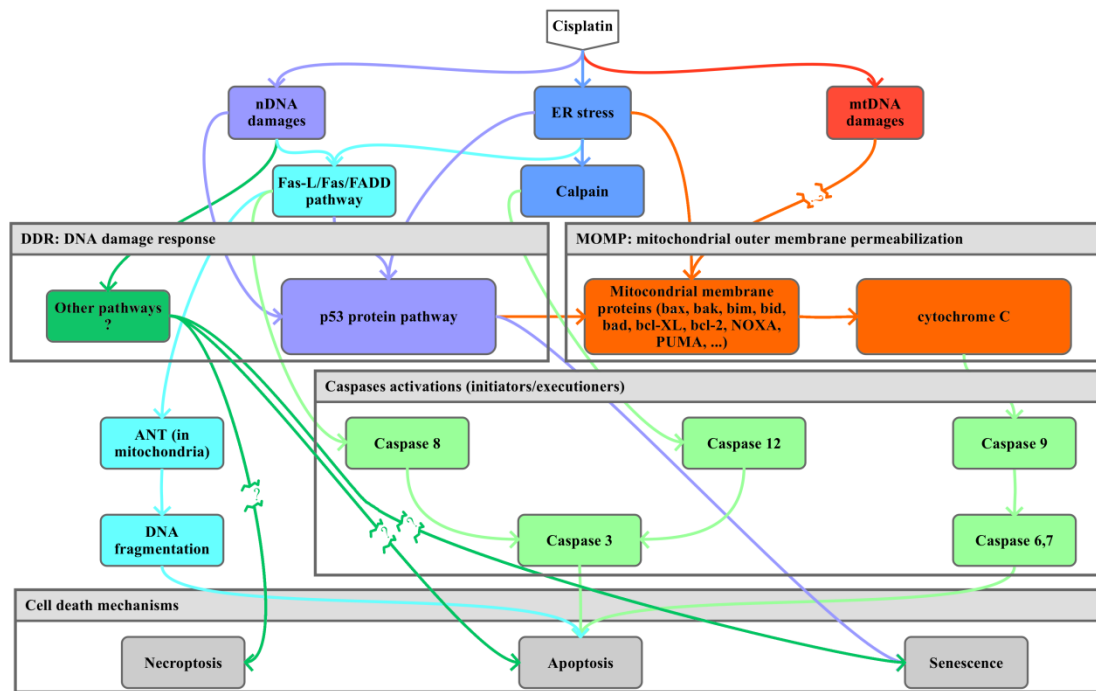 Cisplatin
nDNA
damages
ER stress
mtDNA
damages
Fas-L/Fas/FADD
pathway
Calpain
DDR: DNA damage response
MOMP: mitochondrial outer membrane permeabilization
Other pathways
?
p53 protein pathway
Mitocondrial membrane
proteins (bax, bak, bim, bid,
bad, bcl-XL, bcl-2, NOXA,
PUMA, ...)
cytochrome C
Caspases activations (initiators/executioners)
ANT (in
mitochondria)
Caspase 8
Caspase 12
Caspase 9
?
?
?
?
DNA
fragmentation
Caspase 3
Caspase 6,7
Cell death mechanisms
Necroptosis
Apoptosis
Senescence